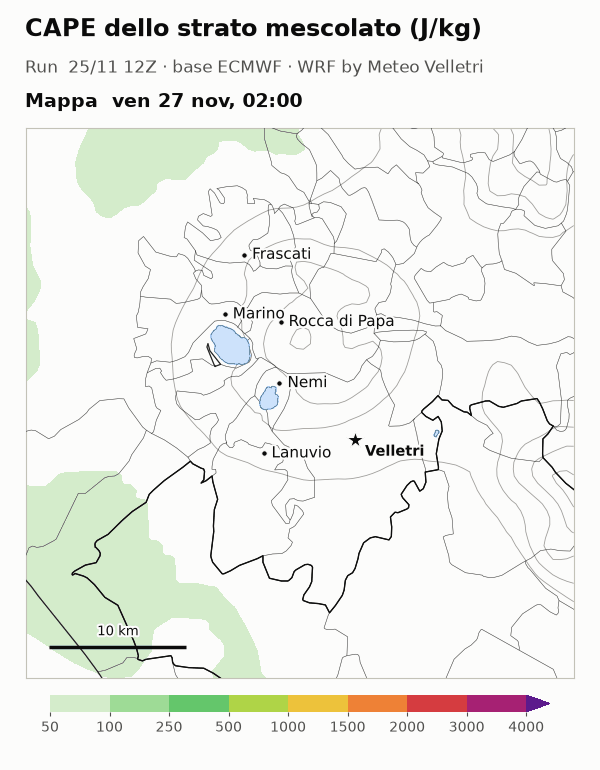 CAPE dello strato mescolato (J/kg)
Run  25/11 12Z · base ECMWF · WRF by Meteo Velletri
Mappa  ven 27 nov, 02:00
Frascati
Marino
Rocca di Papa
Nemi
Lanuvio
Velletri
10 km
50 100 250 500 1000 1500 2000 3000 4000